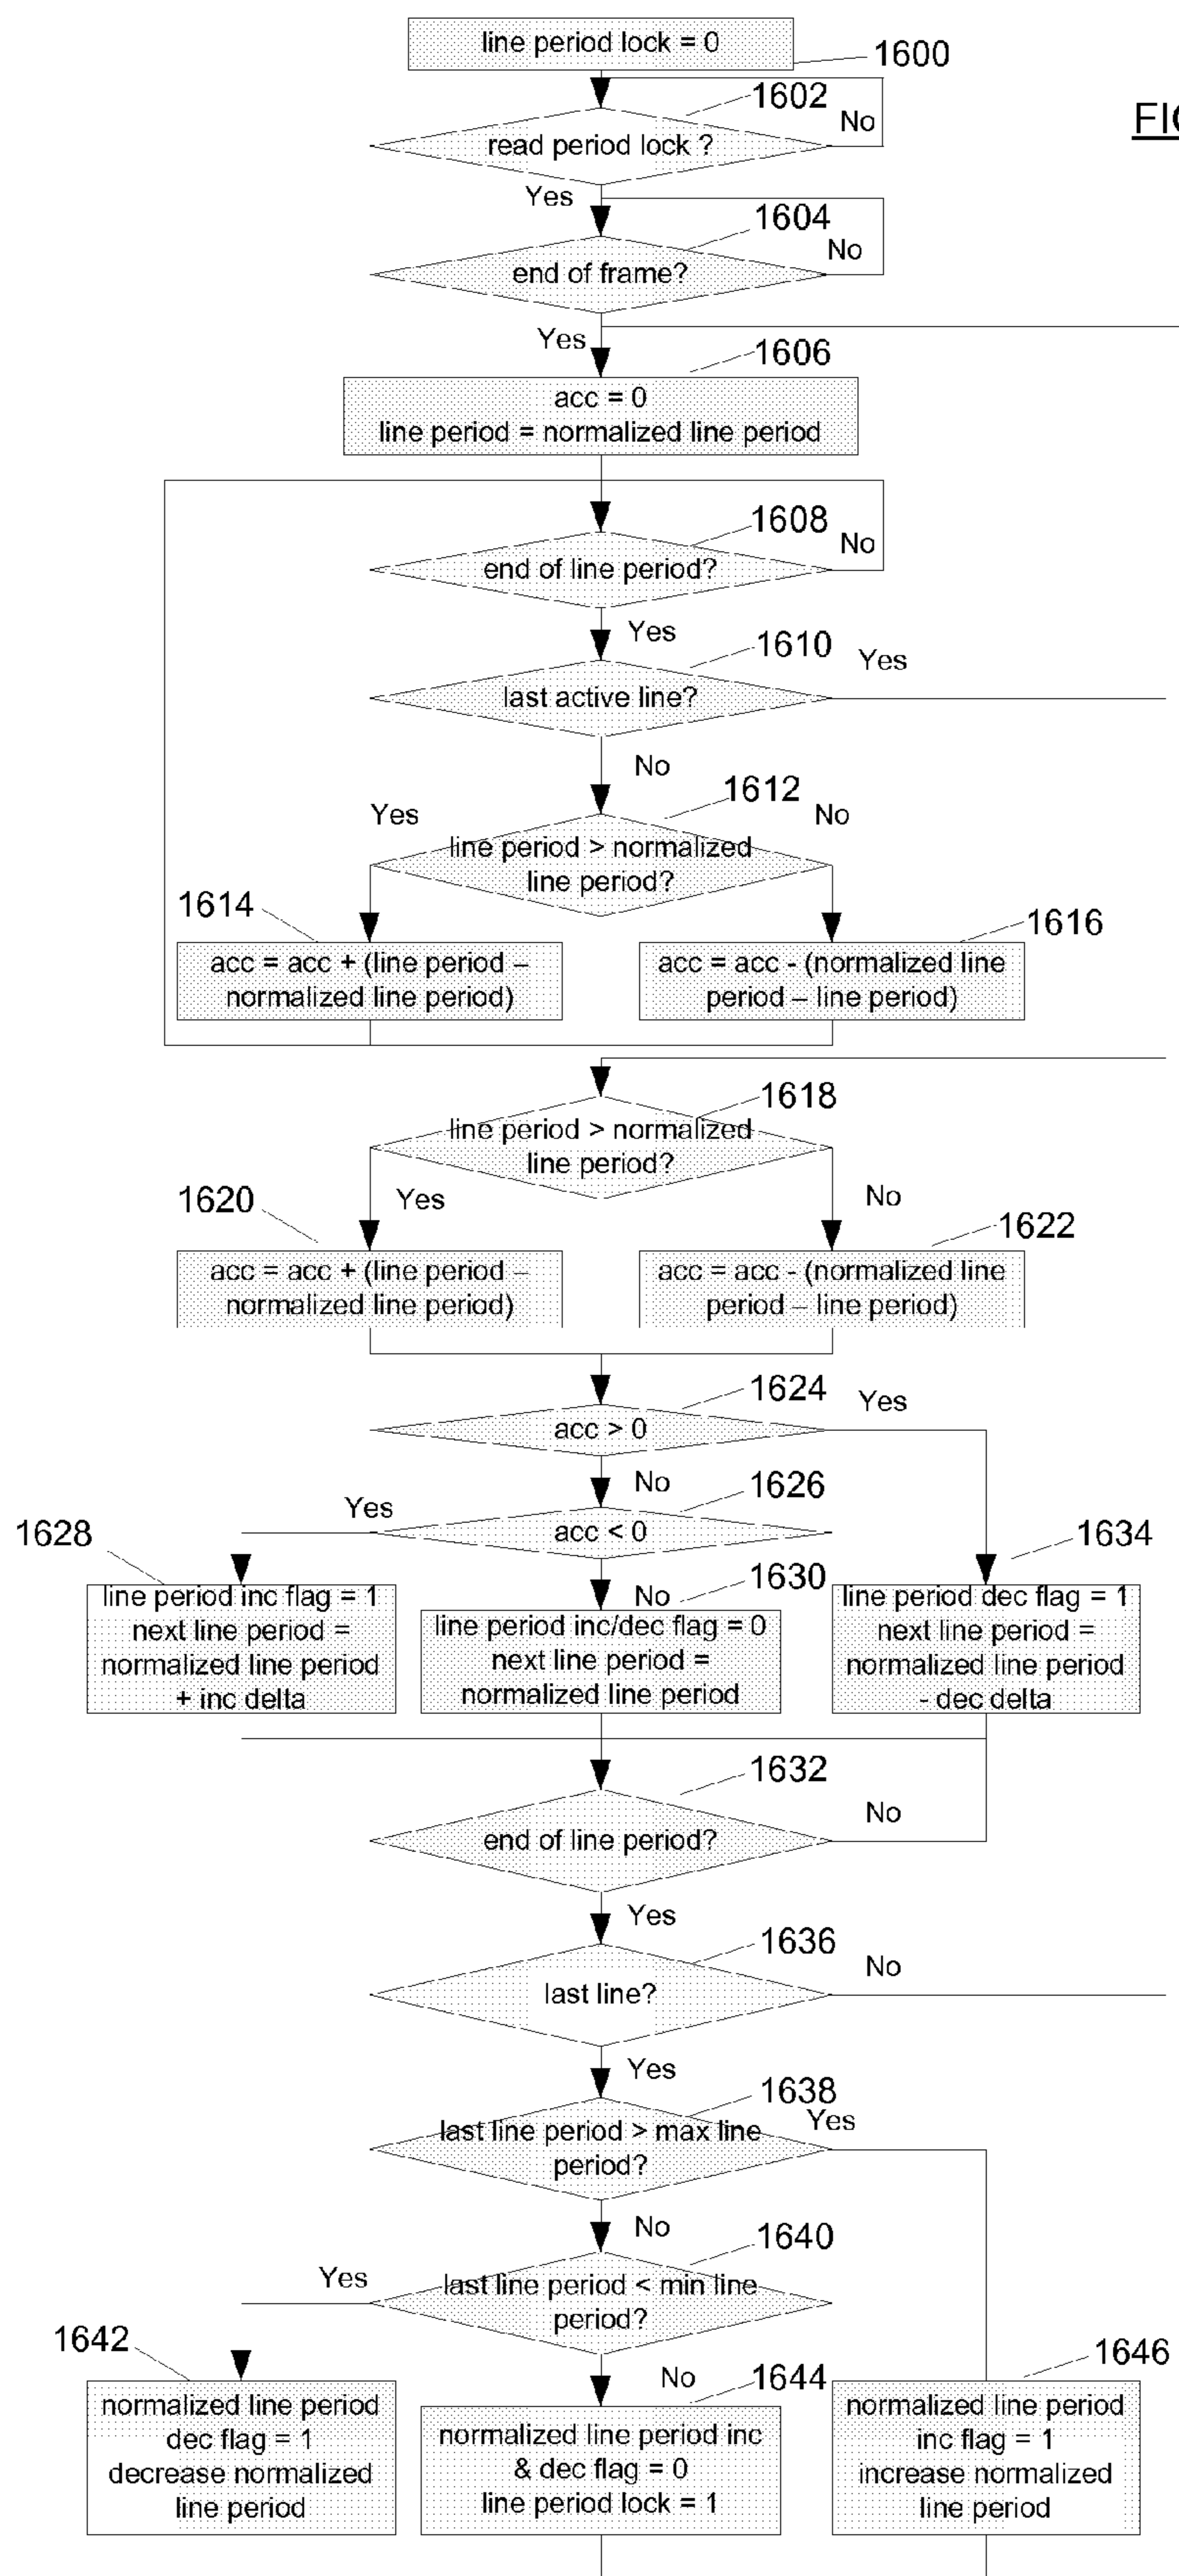 line period lock = 0
1600
FIG
1602
No
read period lock ?
Yes
1604
No
end of frame?
Yes
1606
acc = 0
line period = normalized line period
1608
No
end of line period?
Yes
1610
Yes
last active line?
No
1612
Yes
No
line period > normalized
line period?
1614
1616
acc = acc + (line period –
normalized line period)
acc = acc - (normalized line
period – line period)
1618
line period > normalized
line period?
1620
Yes
No
1622
acc = acc + (line period –
normalized line period)
acc = acc - (normalized line
period – line period)
1624
Yes
acc > 0
No
1626
Yes
acc < 0
1628
1634
No
1630
line period inc flag = 1
next line period =
normalized line period
+ inc delta
line period inc/dec flag = 0
next line period =
normalized line period
line period dec flag = 1
next line period =
normalized line period
- dec delta
1632
No
end of line period?
Yes
1636
No
last line?
Yes
1638
Yes
last line period > max line
period?
No
1640
Yes
last line period < min line
period?
1642
No
1644
1646
normalized line period
dec flag = 1
decrease normalized
line period
normalized line period inc
& dec flag = 0
line period lock = 1
normalized line period
inc flag = 1
increase normalized
line period